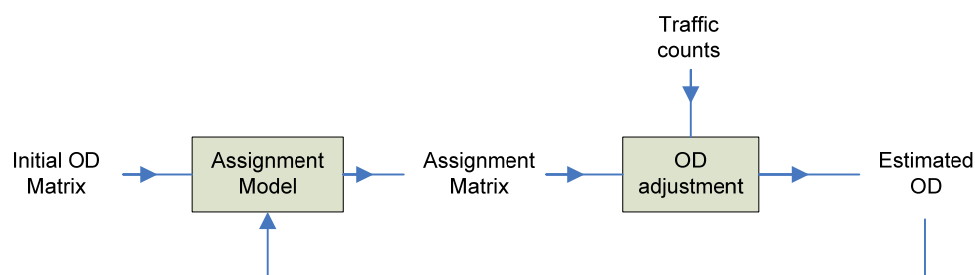 Traffic
counts
Initial OD
Matrix
Assignment
Model
Assignment
Matrix
OD
adjustment
Estimated
OD